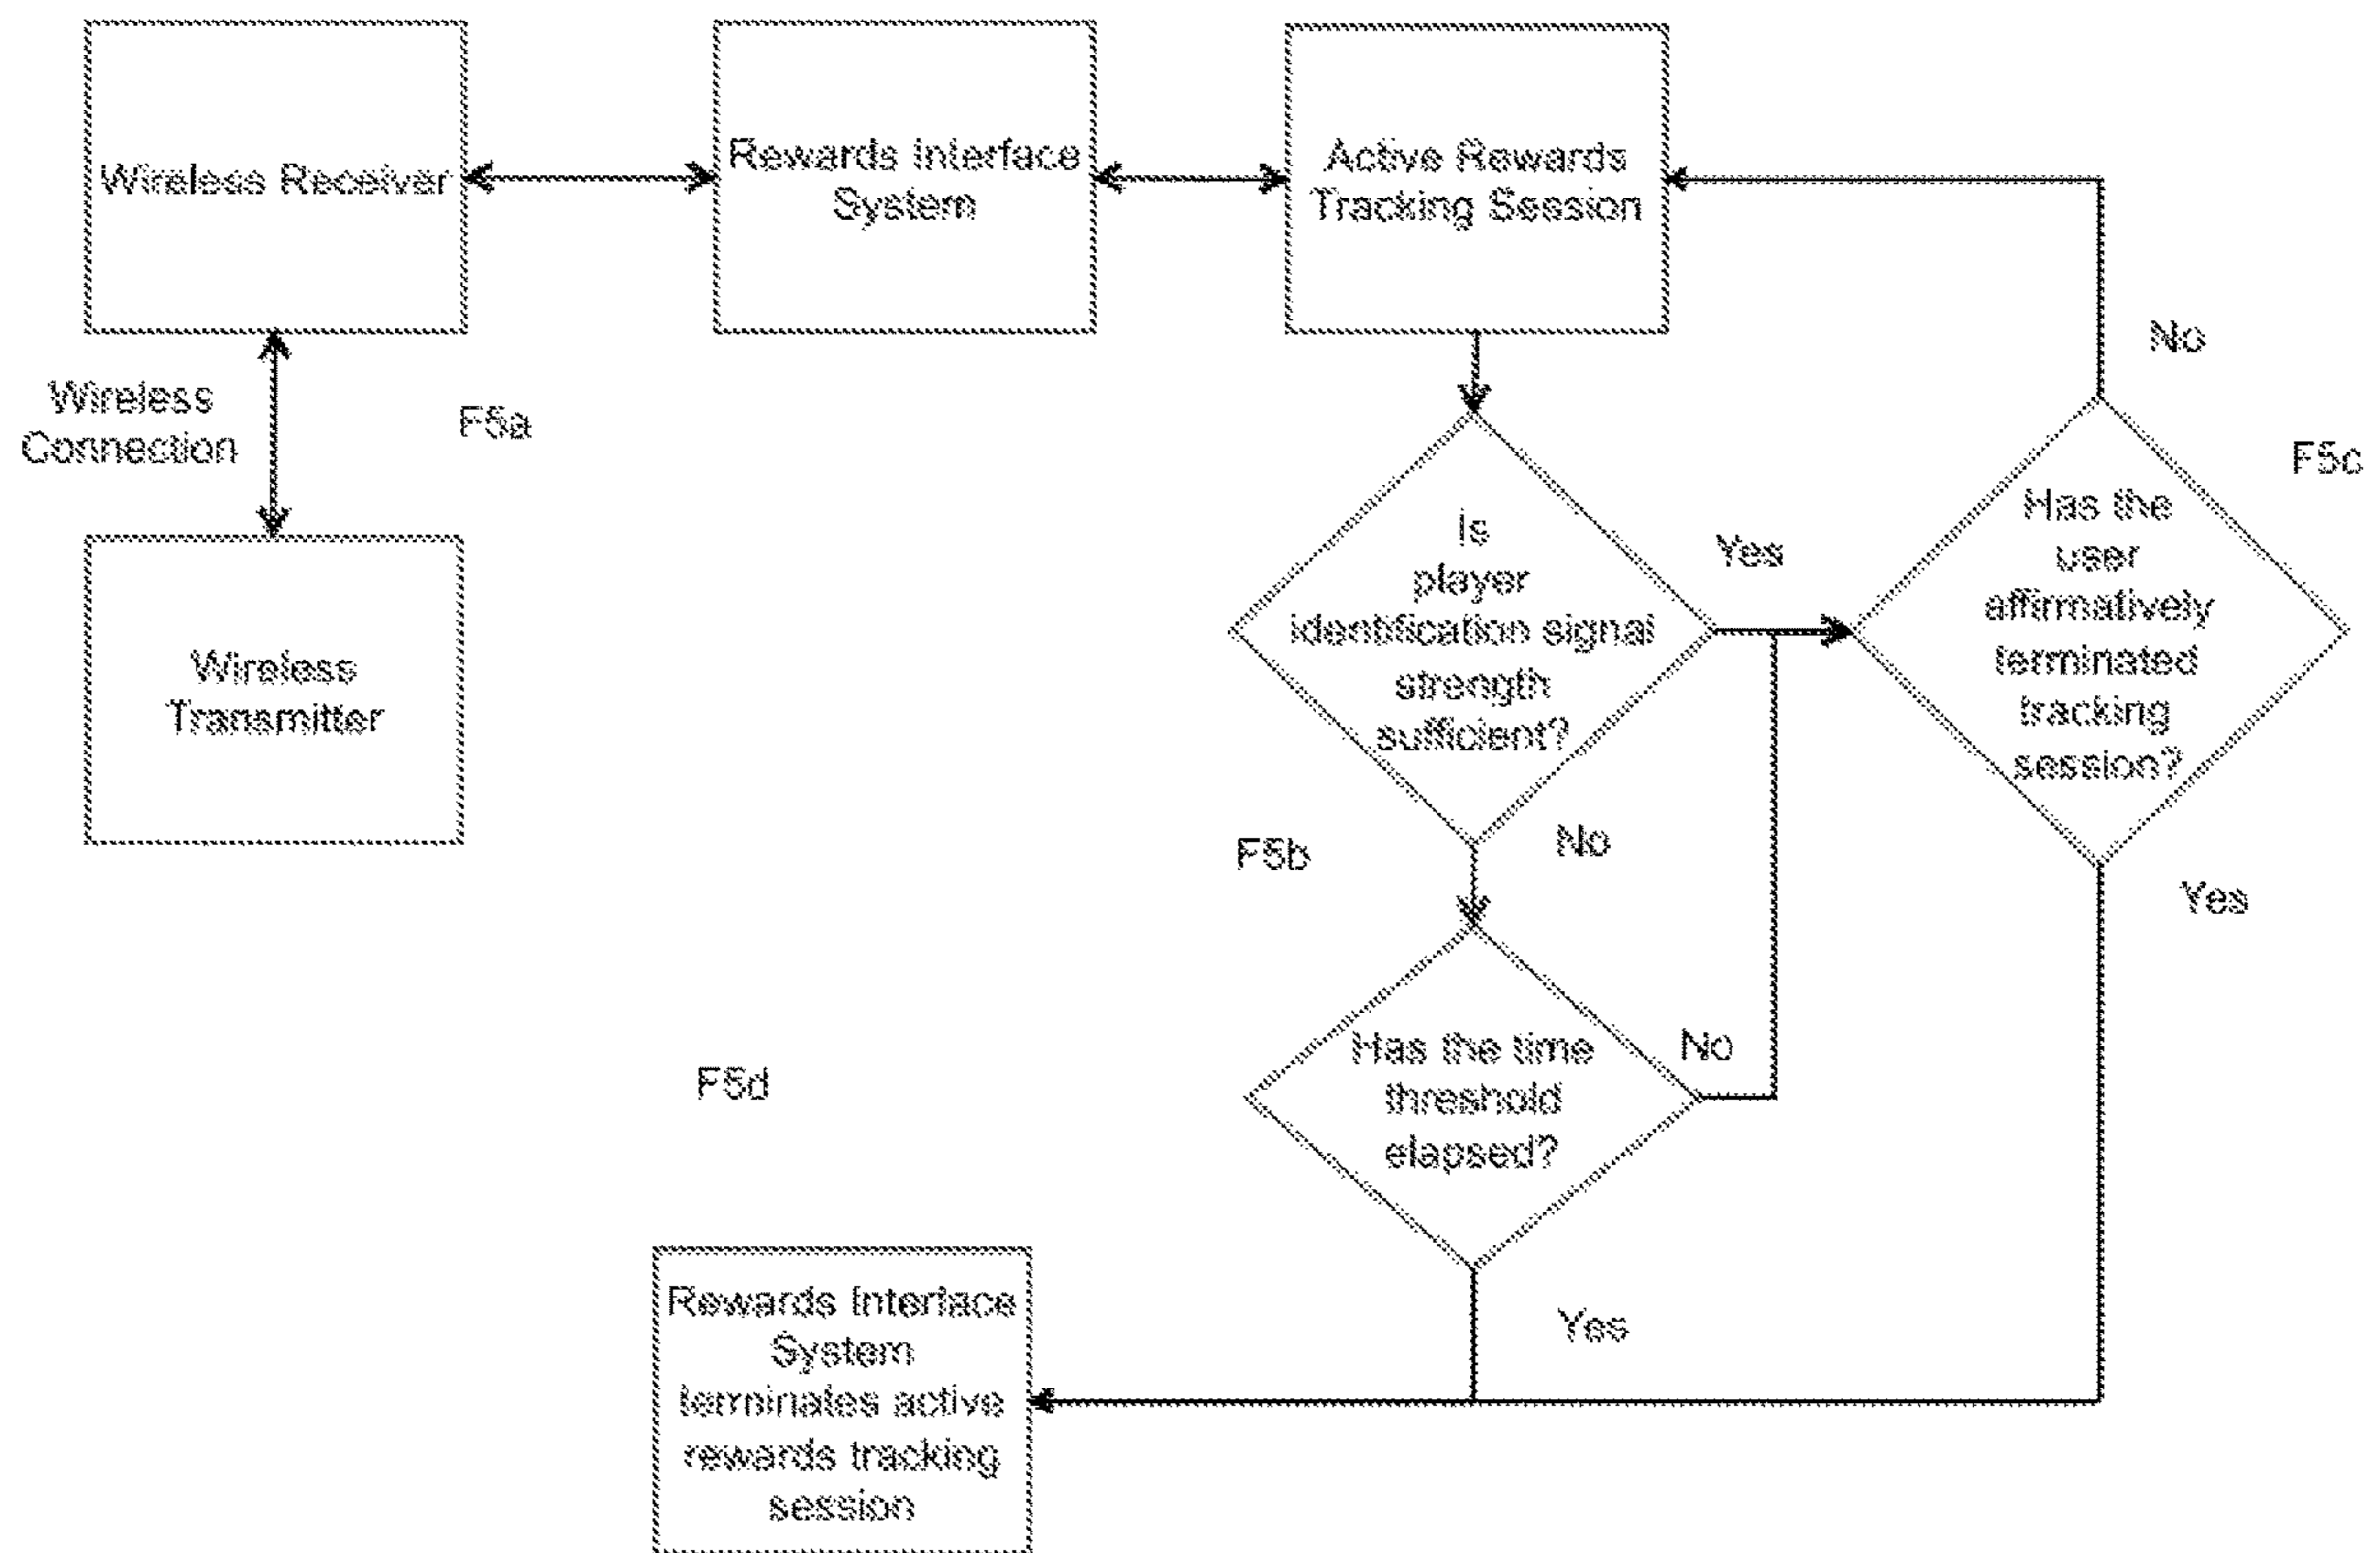 Wireless Receiver
Rewards Interface
System
Active Rewards
Tracking Session
Wireless
Connection
F5a
No
F5c
Wireless
Transmitter
Is
player
identification signal
strength
sufficient?
Yes
Has the
user
affirmatively
terminated
tracking
session?
F5b
No
Yes
Has the time
threshold
elapsed?
No
F5d
Yes
Rewards Interface
System
terminates active
rewards tracking
session